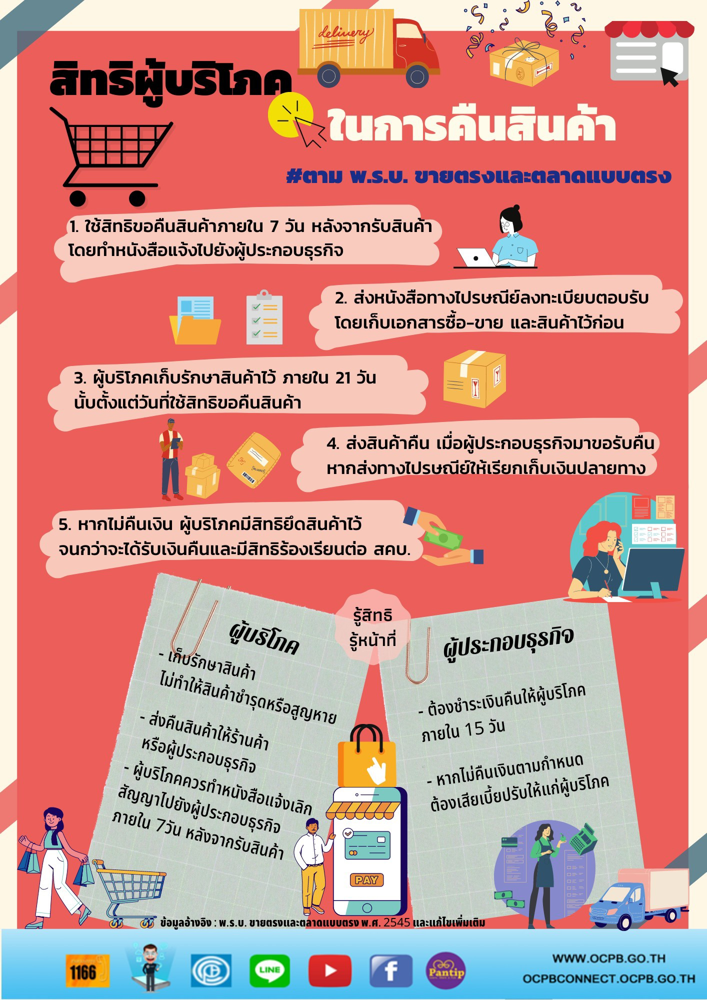 delivery
สิทธิผู้บริโภค
ในการคืนสินค้า
#ตาม พ.ร.บ. ขายตรงและตลาดแบบตรง
1. ใช้สิทธิขอคืนสินค้าภายใน 7 วัน หลังจากรับสินค้า
โดยทำหนังสือแจ้งไปยังผู้ประกอบธุรกิจ
2. ส่งหนังสือทางไปรษณีย์ลงทะเบียบตอบรับ
โดยเก็บเอกสารซื้อ-ขาย และสินค้าไว้ก่อน
3. ผู้บริโภคเก็บรักษาสินค้าไว้ ภายใน 21 วัน
นั้บตั้งแต่วันที่ใช้สิทธิขอคืนสินค้า
4. ส่งสินค้าคืน เมื่อผู้ประกอบธุรกิจมาขอรับคืน
หากส่งทางไปรษณีย์ให้เรียกเก็บเงินปลายทาง
5. หากไม่คืนเงิน ผู้บริโภคมีสิทธิยึดสินค้าไว้
จนกว่าจะได้รับเงินคืนและมีสิทธิร้องเรียนต่อ สคบ.
รู้สิทธิ
รู้หน้าที่
ผู้บริโภค
- เก็บรักษาสินค้า
ไม่ทำให้สินค้าชำรุดหรือสูญหาย
- ส่งคืนสินค้าให้ร้านค้า
หรือผู้ประกอบธุรกิจ
- ผู้บริโภคควรทำหนังสือแจ้งเลิก
สัญญาไปยังผู้ประกอบธุรกิจ
ภายใน 7วัน หลังจากรับสินค้า
ผู้ประกอบธุรกิจ
- ต้องชำระเงินคืนให้ผู้บริโภค
ภายใน 15 วัน
- หากไม่คืนเงินตามกำหนด
ต้องเสียเบี้ยปรับให้แก่ผู้บริโภค
PAY
ข้อมูลอ้างอิง : พ.ร.บ. ขายตรงและตลาดแบบตรง พ.ศ. 2545 และแก้ไขเพิ่มเติม
1166
LINE
Pantip
WWW.OCPB.GO.TH
OCPBCONNECT.OCPB.GO.TH